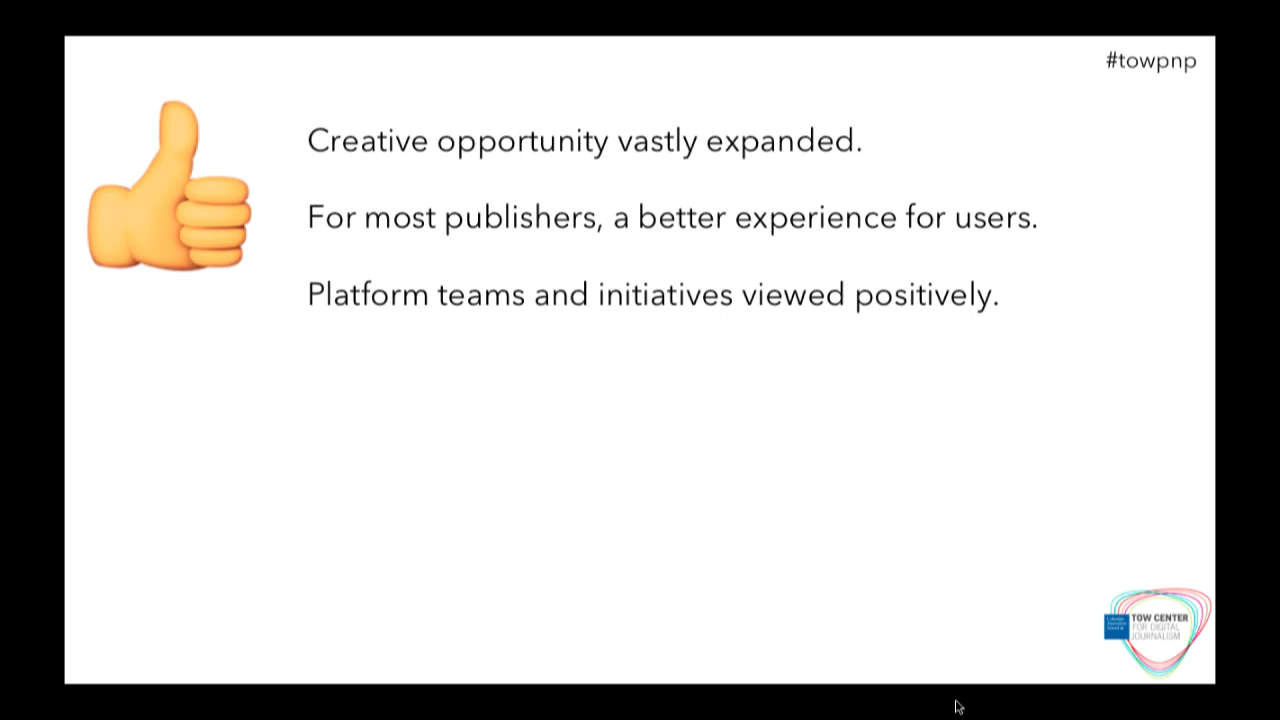 #towpnp
Creative opportunity vastly expanded.
For most publishers, a better experience for users.
Platform teams and initiatives viewed positively.
TOW CENTER
FOR DIGITAL
JOURNALISM